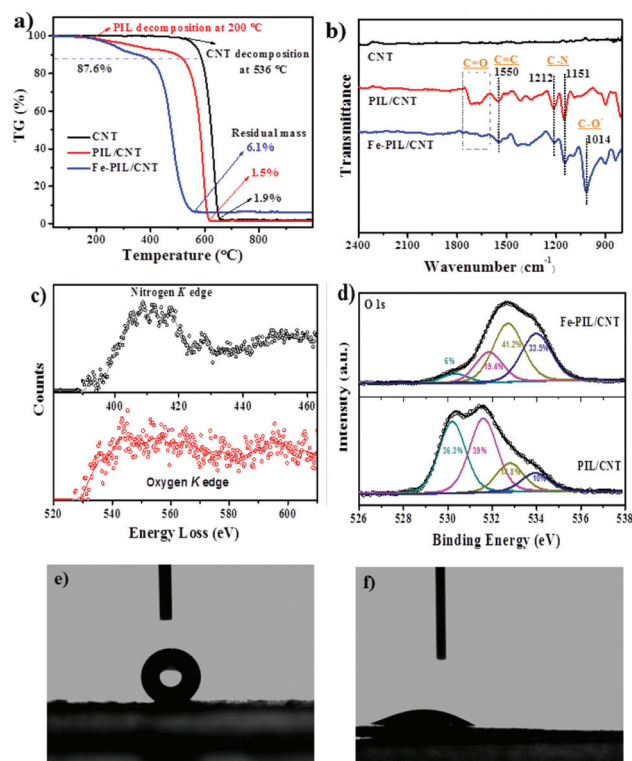 a)
PIL decomposition at 200 °C
CNT decomposition
at 536 °C
87.6%
CNT
PIL/CNT
Fe-PIL/CNT
Residual mass
6.1%
1.5%
1.9%
TG (%)
100
80
60
40
20
0
0 200 400 600 800
Temperature (°C)
b)
CNT
PIL/CNT
Fe-PIL/CNT
C=O
C=C
1550
C-N
1212
1151
C-O-
1014
Transmittance
2400 2100 1800 1500 1200 900
Wavenumber (cm-1)
c)
Nitrogen K edge
400 420 440 460
Oxygen K edge
Counts
520 540 560 580 600
Energy Loss (eV)
d)
O 1s
Fe-PIL/CNT
6%
19.4%
41.2%
33.5%
PIL/CNT
36.3%
39%
10%
Intensity (a.u.)
526 528 530 532 534 536 538
Binding Energy (eV)
e)
f)